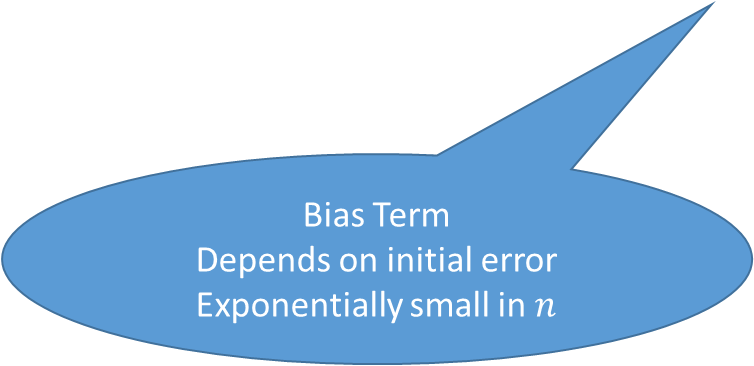 Bias Term
Depends on initial error
Exponentially small in 𝑛